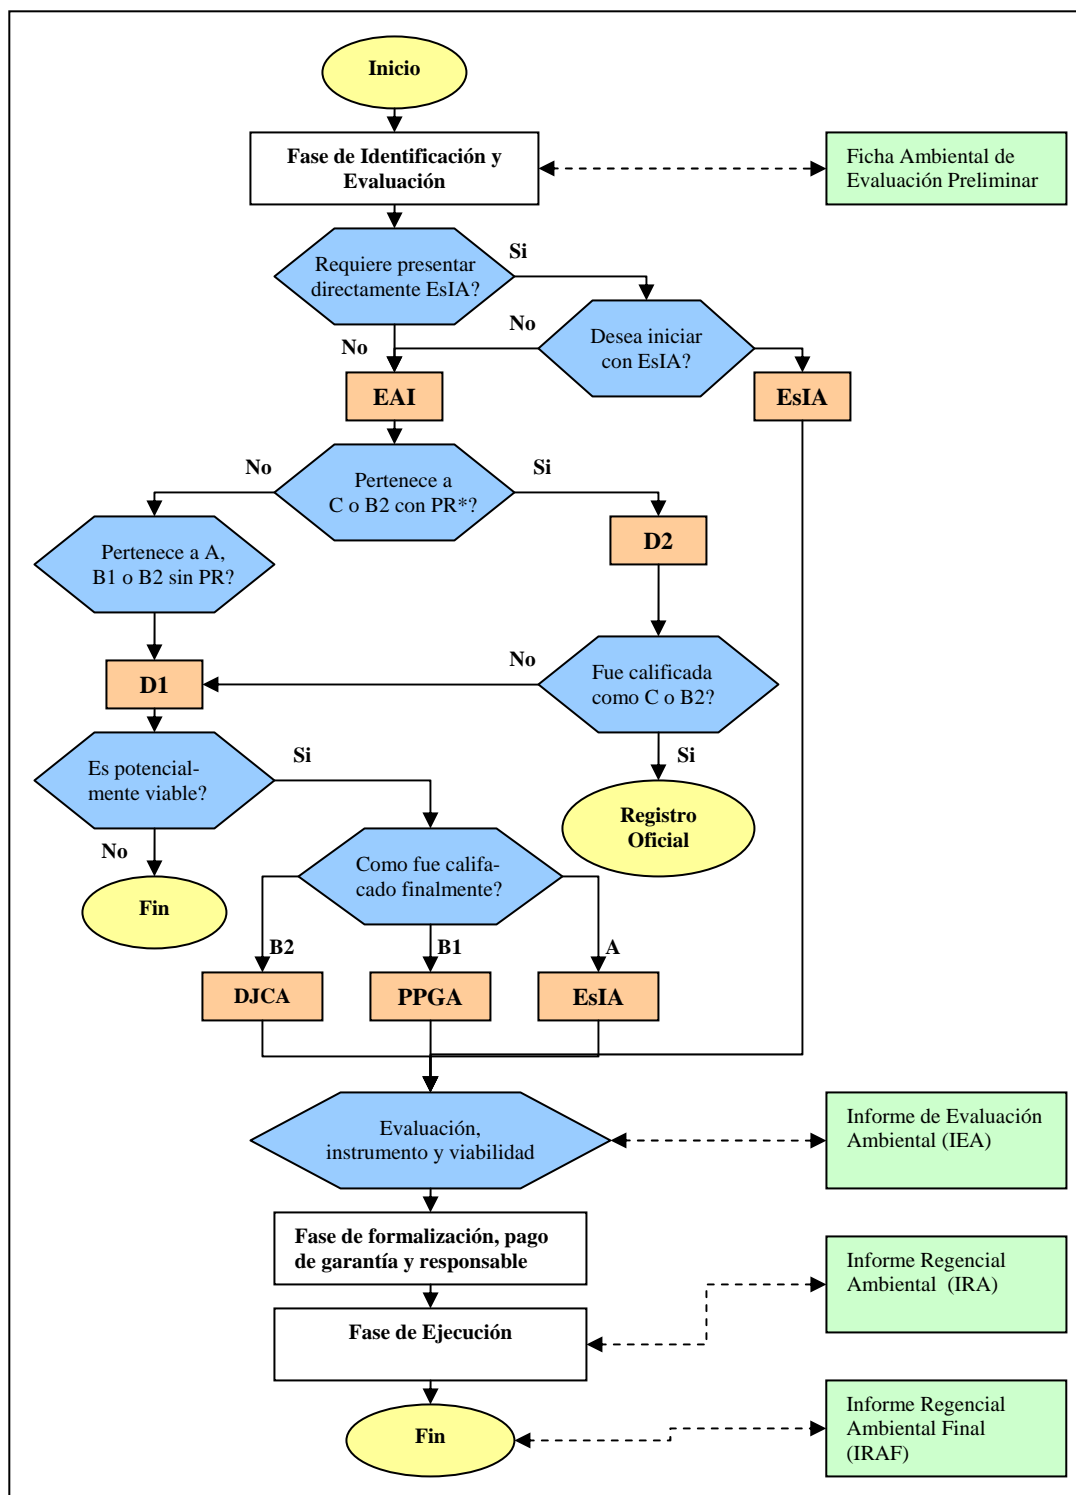 Inicio
Fase de Identificación y
Evaluación
Ficha Ambiental de
Evaluación Preliminar
Si
Requiere presentar
directamente EsIA?
No
Desea iniciar
con EsIA?
No
EAI
EsIA
No
Pertenece a
C o B2 con PR*?
Si
Pertenece a A,
B1 o B2 sin PR?
D2
D1
No
Fue calificada
como C o B2?
Es potencial-
mente viable?
Si
Si
No
Registro
Oficial
Como fue califa-
cado finalmente?
Fin
B2
B1
A
DJCA
PPGA
EsIA
Evaluación,
instrumento y viabilidad
Informe de Evaluación
Ambiental (IEA)
Fase de formalización, pago
de garantía y responsable
Informe Regencial
Ambiental  (IRA)
Fase de Ejecución
Fin
Informe Regencial
Ambiental Final
(IRAF)